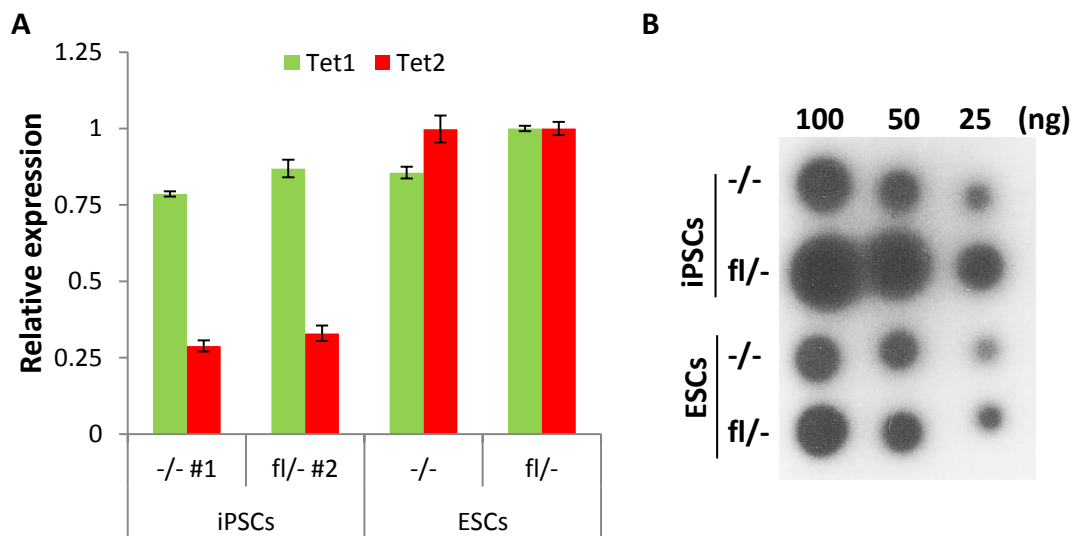 A
Relative expression
1.25
1
0.75
0.5
0.25
0
Tet1 Tet2
-/- #1 fl/- #2 -/- fl/-
iPSCs ESCs
B
100 50 25 (ng)
iPSCs
-/-
fl/-
ESCs
-/-
fl/-